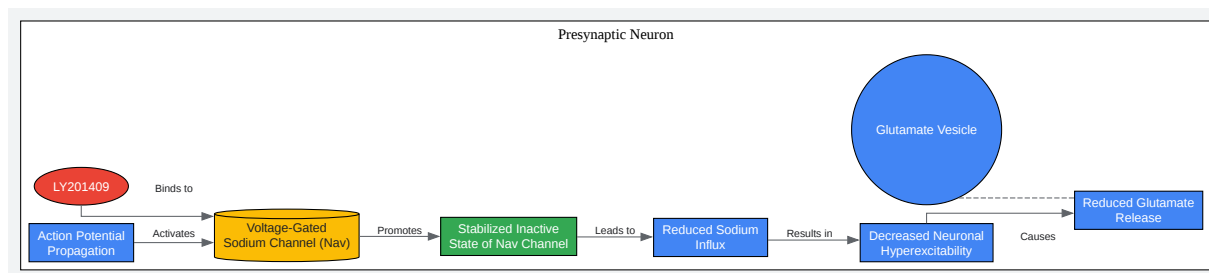 Presynaptic Neuron
Glutamate Vesicle
LY201409
Binds to
Action Potential
Propagation
Activates
Voltage-Gated
Sodium Channel (Nav)
Promotes
Stabilized Inactive
State of Nav Channel
Leads to
Reduced Sodium
Influx
Results in
Decreased Neuronal
Hyperexcitability
Causes
Reduced Glutamate
Release